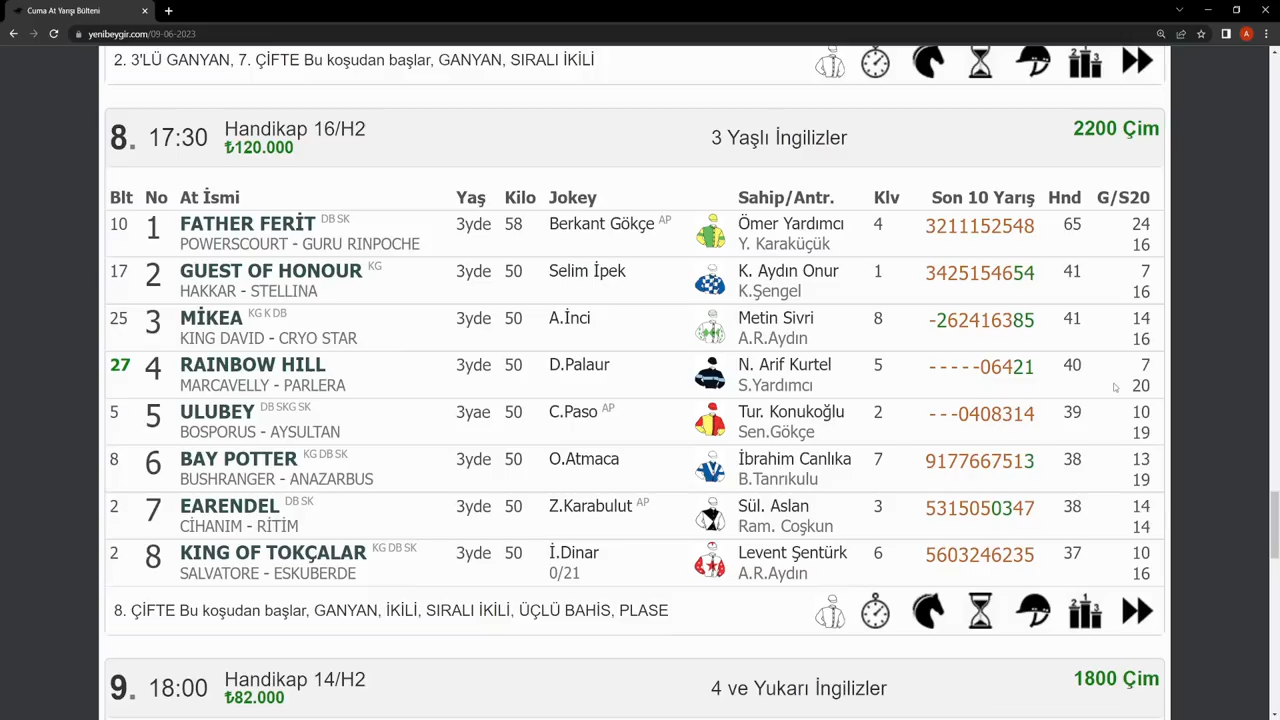 Cuma At Yarışı Bülteni
yenibeygir.com/09-06-2023
A
2. 3'LÜ GANYAN, 7. ÇİFTE Bu koşudan başlar, GANYAN, SIRALI İKİLİ
8. 17:30 Handikap 16/H2 3 Yaşlı İngilizler 2200 Çim
₺120.000
Blt No At İsmi Yaş Kilo Jokey Sahip/Antr. Klv Son 10 Yarış Hnd G/S20
10 1 FATHER FERİT DB SK 3yde 58 Berkant Gökçe AP Ömer Yardımcı 4 3211152548 65 24
POWERSCOURT - GURU RINPOCHE Y. Karaküçük 16
17 2 GUEST OF HONOUR KG 3yde 50 Selim İpek K. Aydın Onur 1 3425154654 41 7
HAKKAR - STELLINA K.Şengel 16
25 3 MİKEA KG K DB 3yde 50 A.İnci Metin Sivri 8 -262416385 41 14
KING DAVID - CRYO STAR A.R.Aydın 16
27 4 RAINBOW HILL 3yde 50 D.Palaur N. Arif Kurtel 5 -----06421 40 7
MARCAVELLY - PARLERA S.Yardımcı 20
5 5 ULUBEY DB SKG SK 3yae 50 C.Paso AP Tur. Konukoğlu 2 ---0408314 39 10
BOSPORUS - AYSULTAN Sen.Gökçe 19
8 6 BAY POTTER KG DB SK 3yde 50 O.Atmaca İbrahim Canlıka 7 9177667513 38 13
BUSHRANGER - ANAZARBUS B.Tanrıkulu 19
2 7 EARENDEL DB SK 3yde 50 Z.Karabulut AP Sül. Aslan 3 5315050347 38 14
CİHANIM - RİTİM Ram. Coşkun 14
2 8 KING OF TOKÇALAR KG DB SK 3yde 50 İ.Dinar Levent Şentürk 6 5603246235 37 10
SALVATORE - ESKUBERDE 0/21 A.R.Aydın 16
8. ÇİFTE Bu koşudan başlar, GANYAN, İKİLİ, SIRALI İKİLİ, ÜÇLÜ BAHİS, PLASE
9. 18:00 Handikap 14/H2 4 ve Yukarı İngilizler 1800 Çim
₺82.000